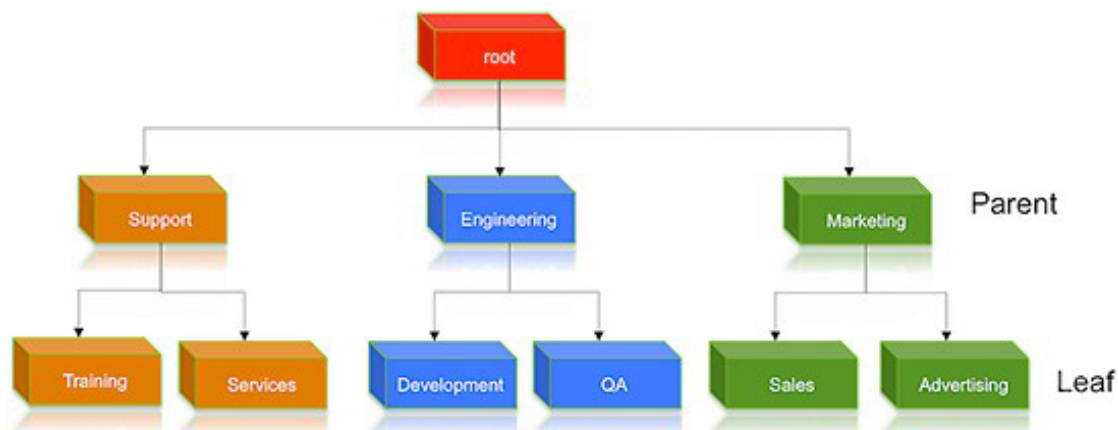 root
Support
Engineering
Marketing
Parent
Training
Services
Development
QA
Sales
Advertising
Leaf